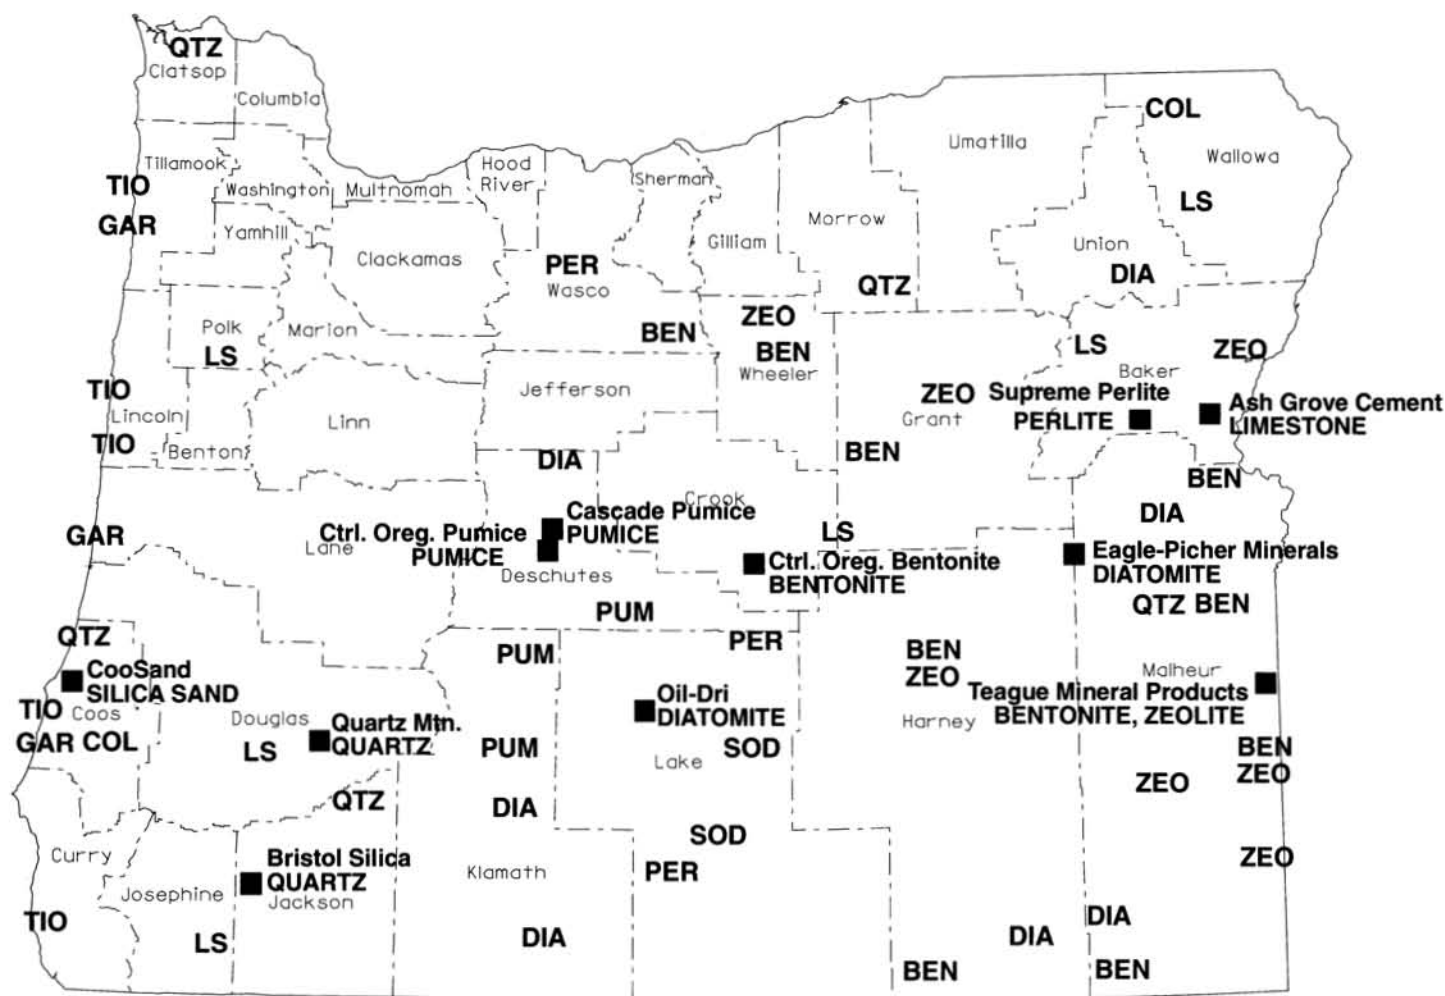 QTZ
Clatsop
Columbia
COL
Umatilla
Tillamook
Hood
River
Wallowa
Sherman
TIO
Washington
Multnomah
LS
GAR
Yamhill
Morrow
Gilliam
Union
Clackamas
PER
Wasco
DIA
QTZ
ZEO
Polk
Marion
BEN
LS
BEN
LS
ZEO
Wheeler
Baker
TIO
Jefferson
ZEO
Supreme Perlite
PERLITE
Ash Grove Cement
LIMESTONE
Lincoln
Linn
Grant
TIO
Benton
DIA
BEN
BEN
Crook
Cascade Pumice
PUMICE
DIA
GAR
Ctrl. Oreg. Pumice
PUMICE
LS
Lane
Eagle-Picher Minerals
DIATOMITE
Ctrl. Oreg. Bentonite
BENTONITE
Deschutes
PUM
QTZ BEN
QTZ
PUM
PER
BEN
ZEO
CooSand
SILICA SAND
Malheur
Teague Mineral Products
BENTONITE, ZEOLITE
Oil-Dri
DIATOMITE
TIO
Coos
Douglas
Quartz Mtn.
QUARTZ
Harney
GAR COL
LS
PUM
SOD
BEN
ZEO
Lake
ZEO
QTZ
DIA
SOD
Curry
Bristol Silica
QUARTZ
Jackson
Klamath
PER
ZEO
Josephine
TIO
LS
DIA
DIA
DIA
BEN
BEN